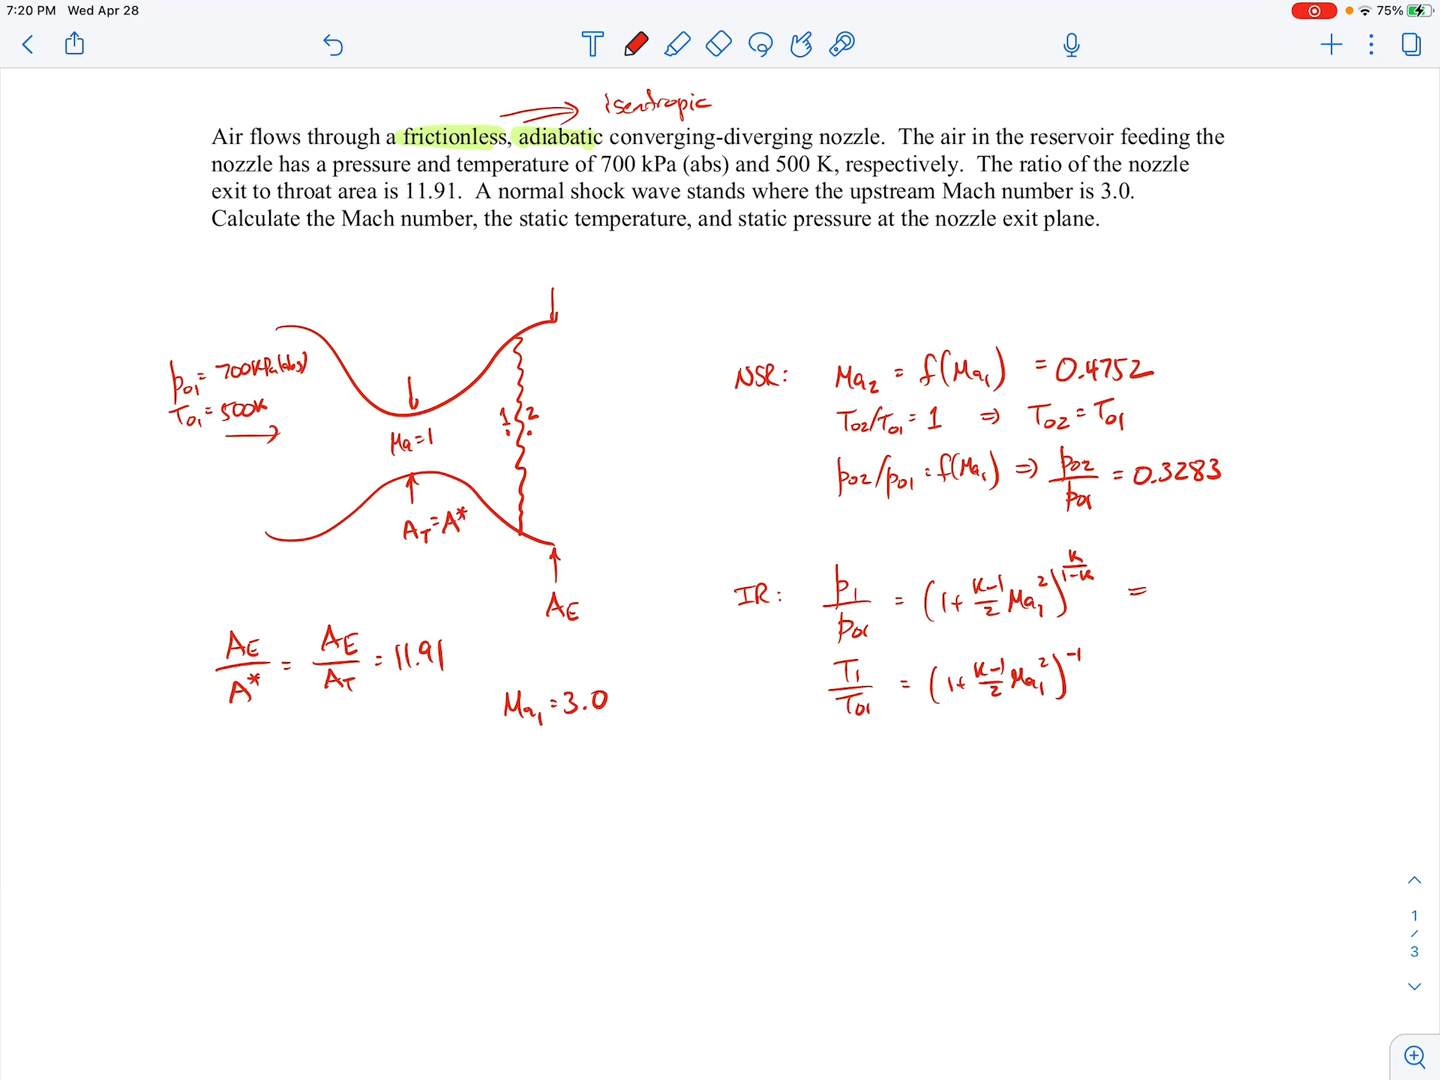 7:20 PM Wed Apr 28
75%
T
⇒ isentropic
Air flows through a frictionless, adiabatic converging-diverging nozzle. The air in the reservoir feeding the
nozzle has a pressure and temperature of 700 kPa (abs) and 500 K, respectively. The ratio of the nozzle
exit to throat area is 11.91. A normal shock wave stands where the upstream Mach number is 3.0.
Calculate the Mach number, the static temperature, and static pressure at the nozzle exit plane.
p01 = 700kPa(abs)
T01 = 500K
Ma=1
1 2
AT=A*
AE
AE/A* = AE/AT = 11.91
Ma1 = 3.0
NSR: Ma2 = f(Ma1) = 0.4752
T02/T01 = 1 ⇒ T02 = T01
p02/p01 = f(Ma1) ⇒ p02/p01 = 0.3283
IR: p1/p01 = (1+ k-1/2 Ma1^2)^(k/1-k) =
T1/T01 = (1+ k-1/2 Ma1^2)^-1
1
/
3